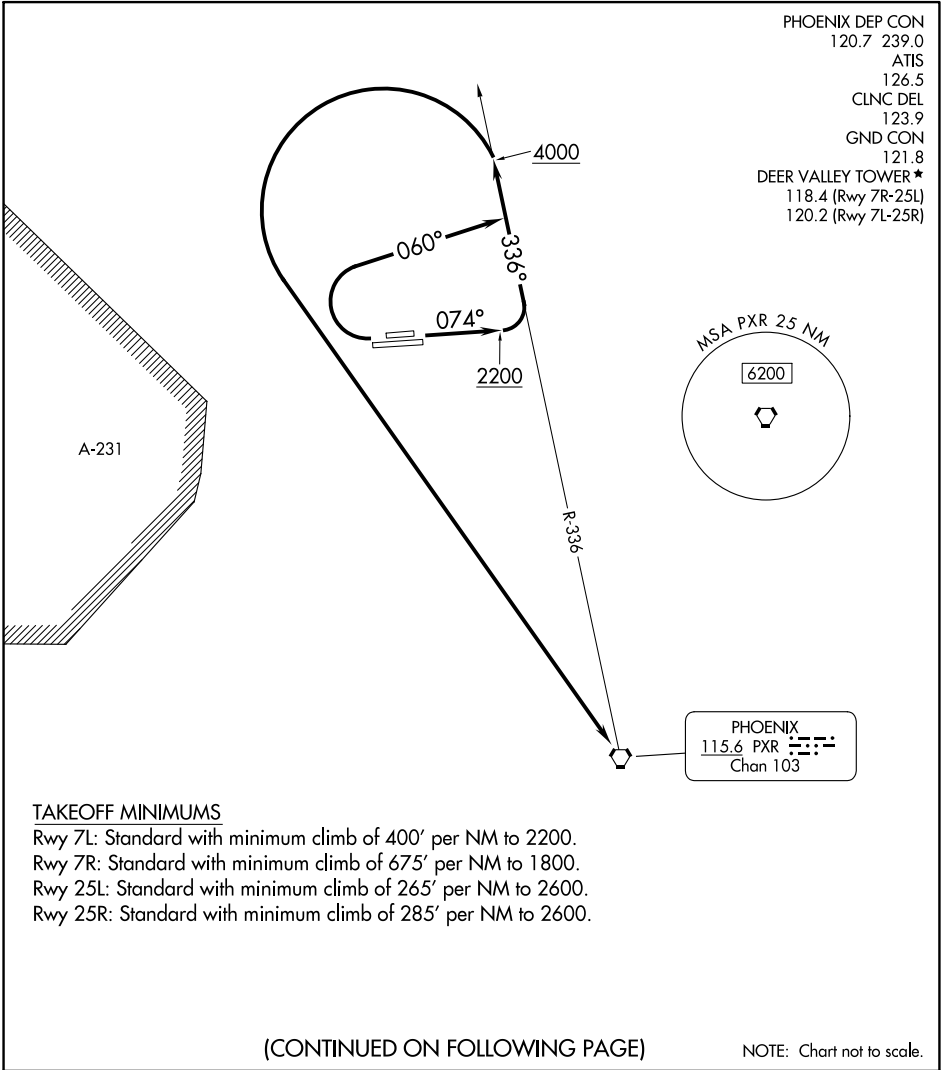 PHOENIX DEP CON
120.7 239.0
ATIS
126.5
CLNC DEL
123.9
GND CON
121.8
DEER VALLEY TOWER★
118.4 (Rwy 7R-25L)
120.2 (Rwy 7L-25R)
4000
060°
336°
074°
2200
MSA PXR 25 NM
6200
A-231
R-336
PHOENIX
115.6 PXR
Chan 103
TAKEOFF MINIMUMS
Rwy 7L: Standard with minimum climb of 400' per NM to 2200.
Rwy 7R: Standard with minimum climb of 675' per NM to 1800.
Rwy 25L: Standard with minimum climb of 265' per NM to 2600.
Rwy 25R: Standard with minimum climb of 285' per NM to 2600.
(CONTINUED ON FOLLOWING PAGE)
NOTE: Chart not to scale.